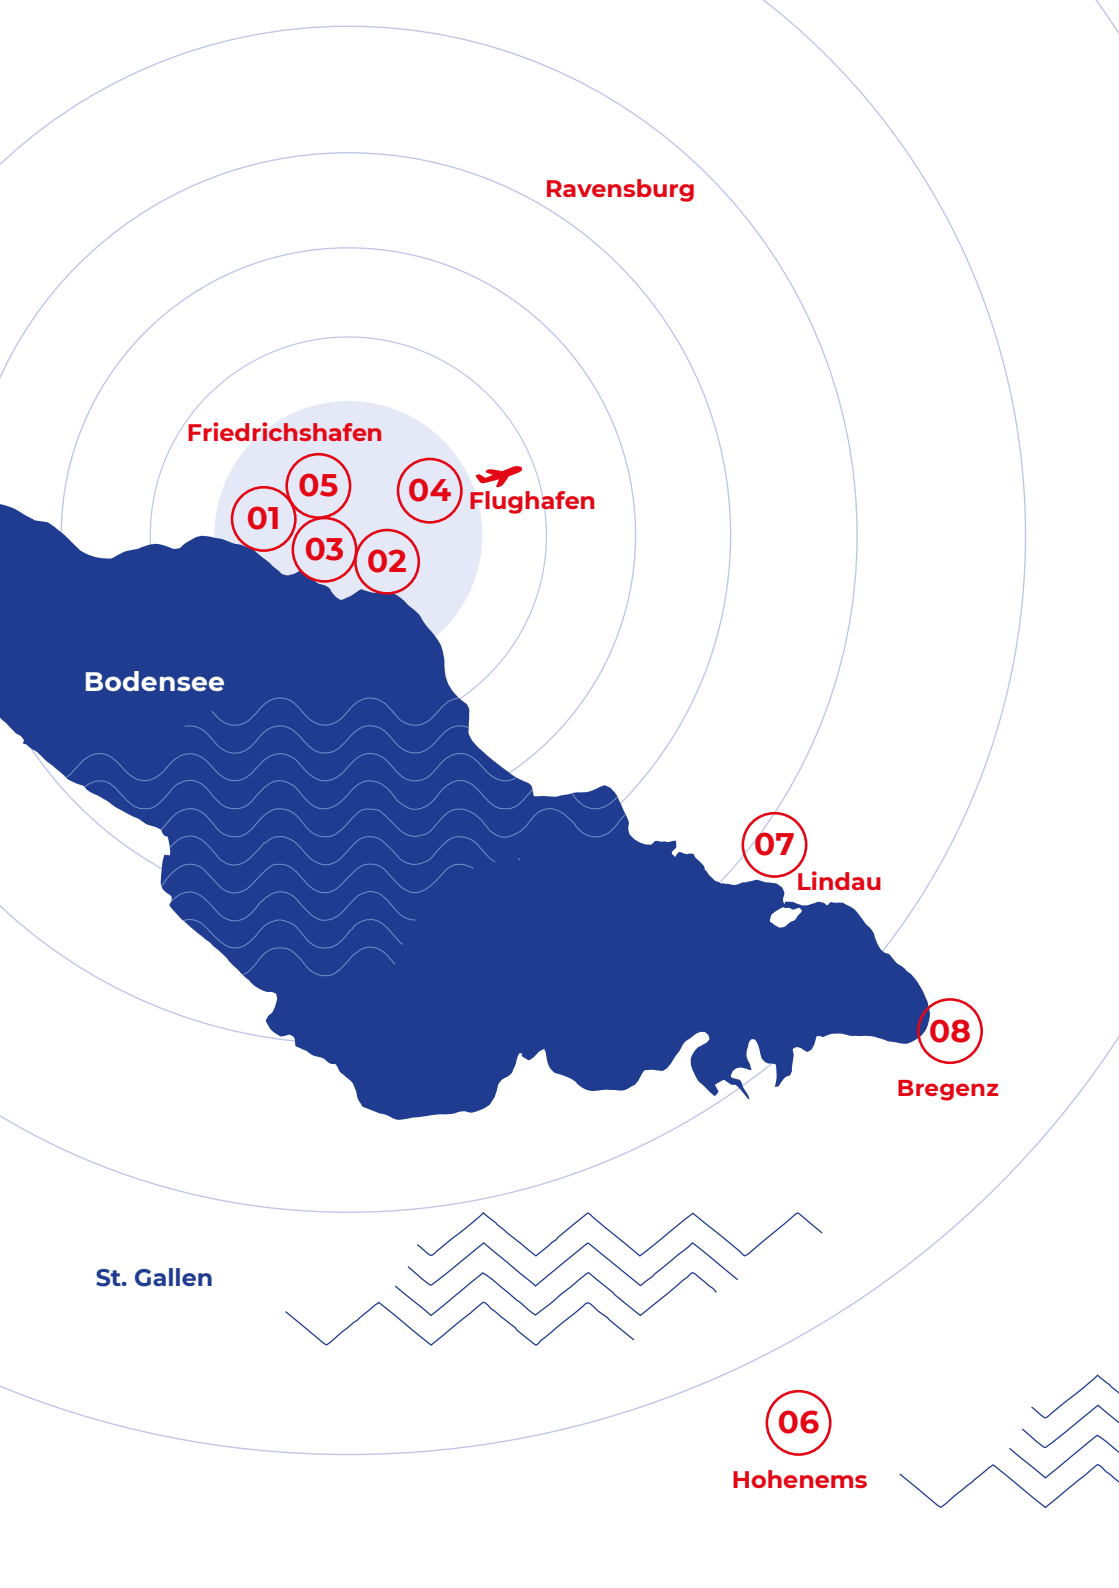 Ravensburg
Friedrichshafen
05
04
Flughafen
01
03
02
Bodensee
07
Lindau
08
Bregenz
St. Gallen
06
Hohenems